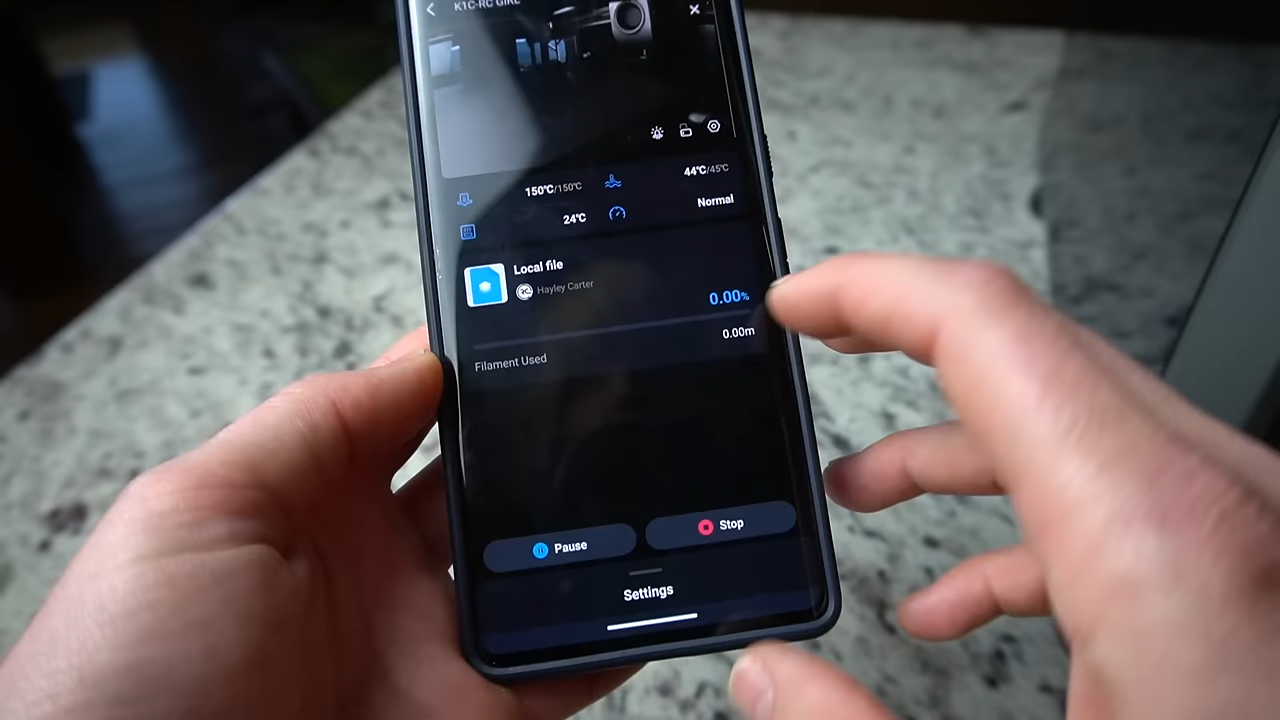 K1C-RC GIRL
150℃/150℃
44℃/45℃
24℃
Normal
Local file
Hayley Carter
0.00%
0.00m
Filament Used
Pause
Stop
Settings